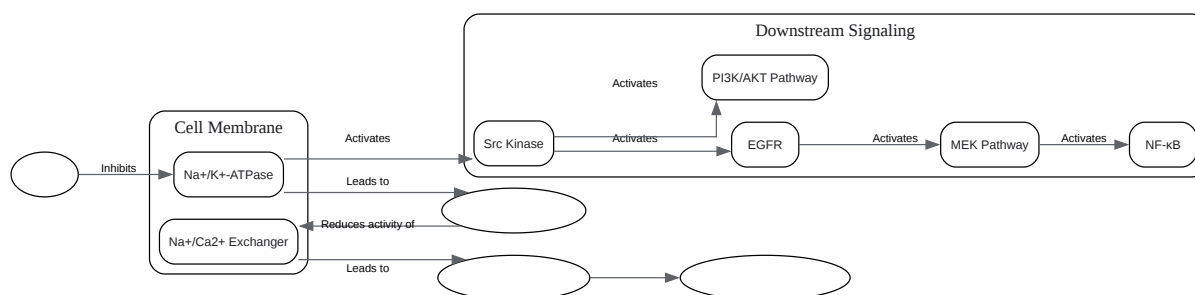 Downstream Signaling
Activates
PI3K/AKT Pathway
Cell Membrane
Activates
Src Kinase
Activates
EGFR
Activates
MEK Pathway
Activates
NF-κB
Inhibits
Na+/K+-ATPase
Leads to
Reduces activity of
Na+/Ca2+ Exchanger
Leads to